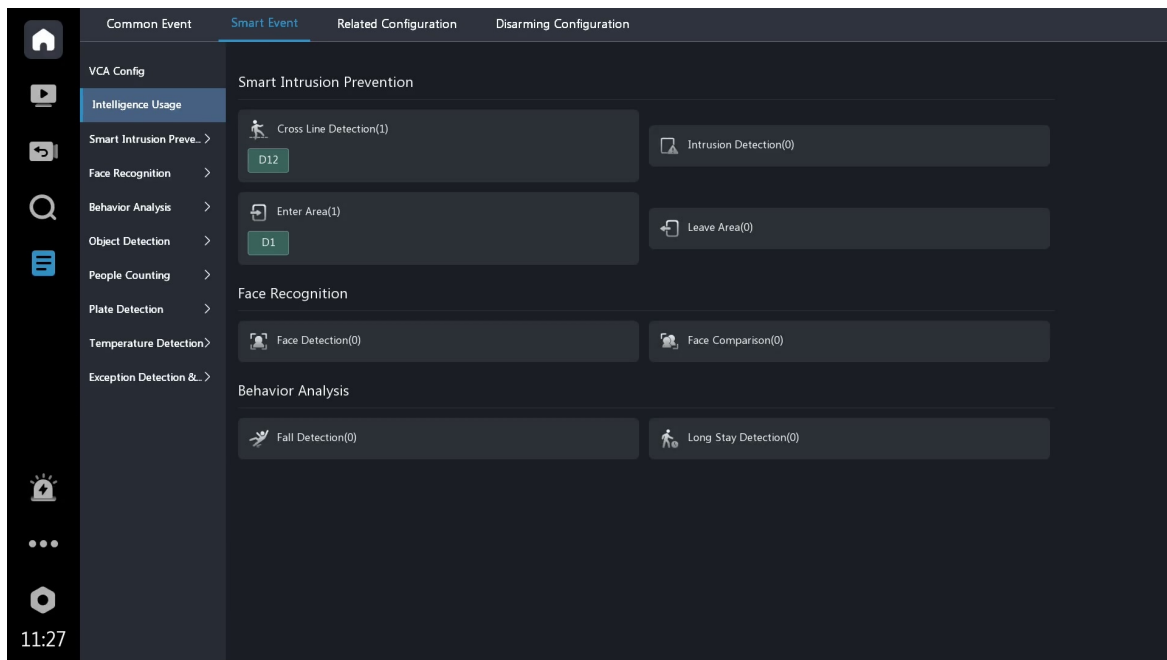 Common Event Smart Event Related Configuration Disarming Configuration
VCA Config
Intelligence Usage
Smart Intrusion Preve...
Face Recognition
Behavior Analysis
Object Detection
People Counting
Plate Detection
Temperature Detection
Exception Detection &...
11:27
Smart Intrusion Prevention
Cross Line Detection(1)
D12
Intrusion Detection(0)
Enter Area(1)
D1
Leave Area(0)
Face Recognition
Face Detection(0)
Face Comparison(0)
Behavior Analysis
Fall Detection(0)
Long Stay Detection(0)